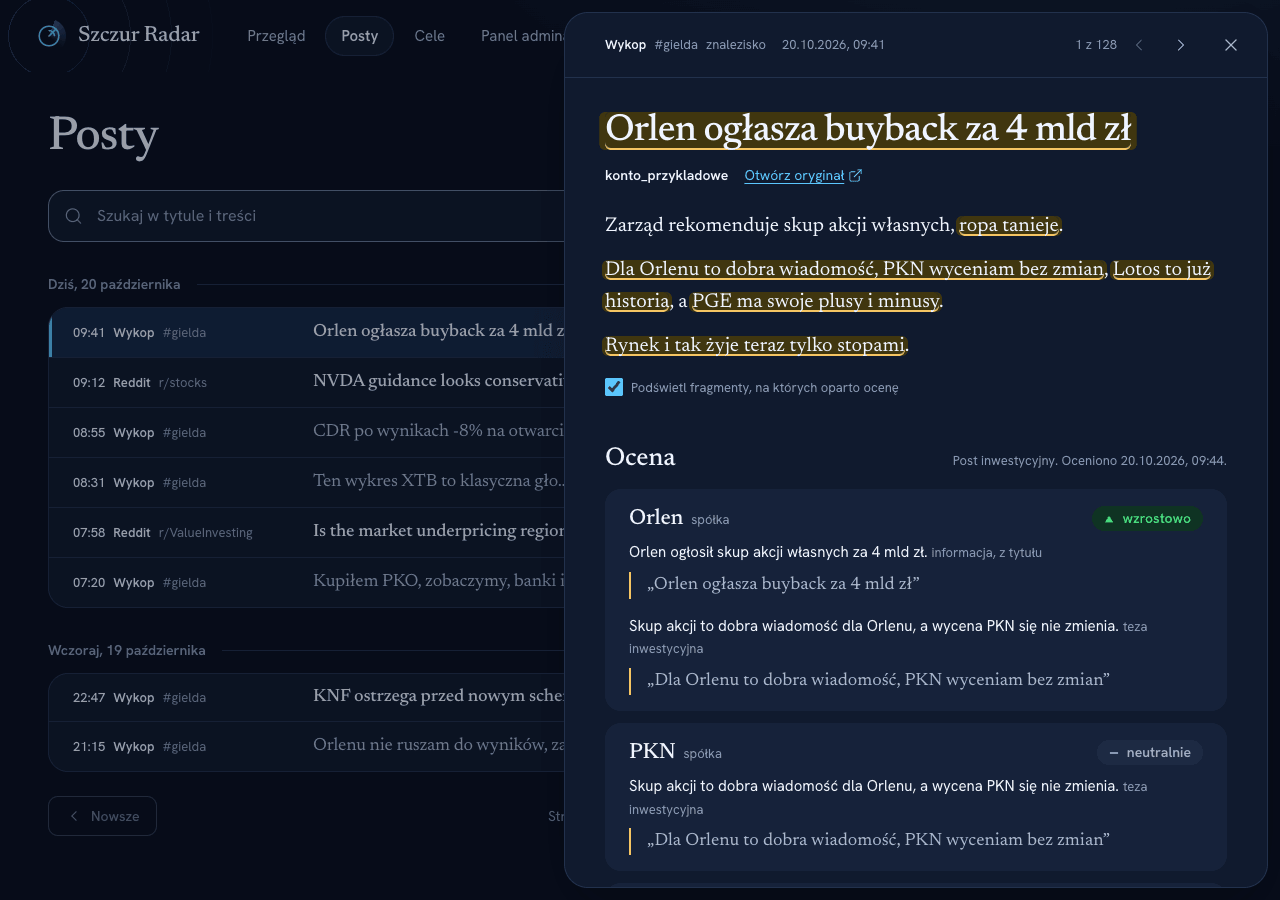 Szczur Radar
Przegląd
Posty
Cele
Panel admina
Posty
Szukaj w tytule i treści
Dziś, 20 października
09:41 Wykop #gielda Orlen ogłasza buyback za 4 mld z
09:12 Reddit r/stocks NVDA guidance looks conservati
08:55 Wykop #gielda CDR po wynikach -8% na otwarci
08:31 Wykop #gielda Ten wykres XTB to klasyczna gło..
07:58 Reddit r/ValueInvesting Is the market underpricing region
07:20 Wykop #gielda Kupiłem PKO, zobaczymy, banki i
Wczoraj, 19 października
22:47 Wykop #gielda KNF ostrzega przed nowym sche
21:15 Wykop #gielda Orlenu nie ruszam do wyników, za
Nowsze
Str
Wykop #gielda znalezisko 20.10.2026, 09:41
1 z 128
Orlen ogłasza buyback za 4 mld zł
konto_przykladowe Otwórz oryginał
Zarząd rekomenduje skup akcji własnych, ropa tanieje.
Dla Orlenu to dobra wiadomość, PKN wyceniam bez zmian, Lotos to już
historia, a PGE ma swoje plusy i minusy.
Rynek i tak żyje teraz tylko stopami.
Podświetl fragmenty, na których oparto ocenę
Ocena
Post inwestycyjny. Oceniono 20.10.2026, 09:44.
Orlen spółka
wzrostowo
Orlen ogłosił skup akcji własnych za 4 mld zł. informacja, z tytułu
„Orlen ogłasza buyback za 4 mld zł”
Skup akcji to dobra wiadomość dla Orlenu, a wycena PKN się nie zmienia. teza
inwestycyjna
„Dla Orlenu to dobra wiadomość, PKN wyceniam bez zmian”
PKN spółka
neutralnie
Skup akcji to dobra wiadomość dla Orlenu, a wycena PKN się nie zmienia. teza
inwestycyjna
„Dla Orlenu to dobra wiadomość, PKN wyceniam bez zmian”